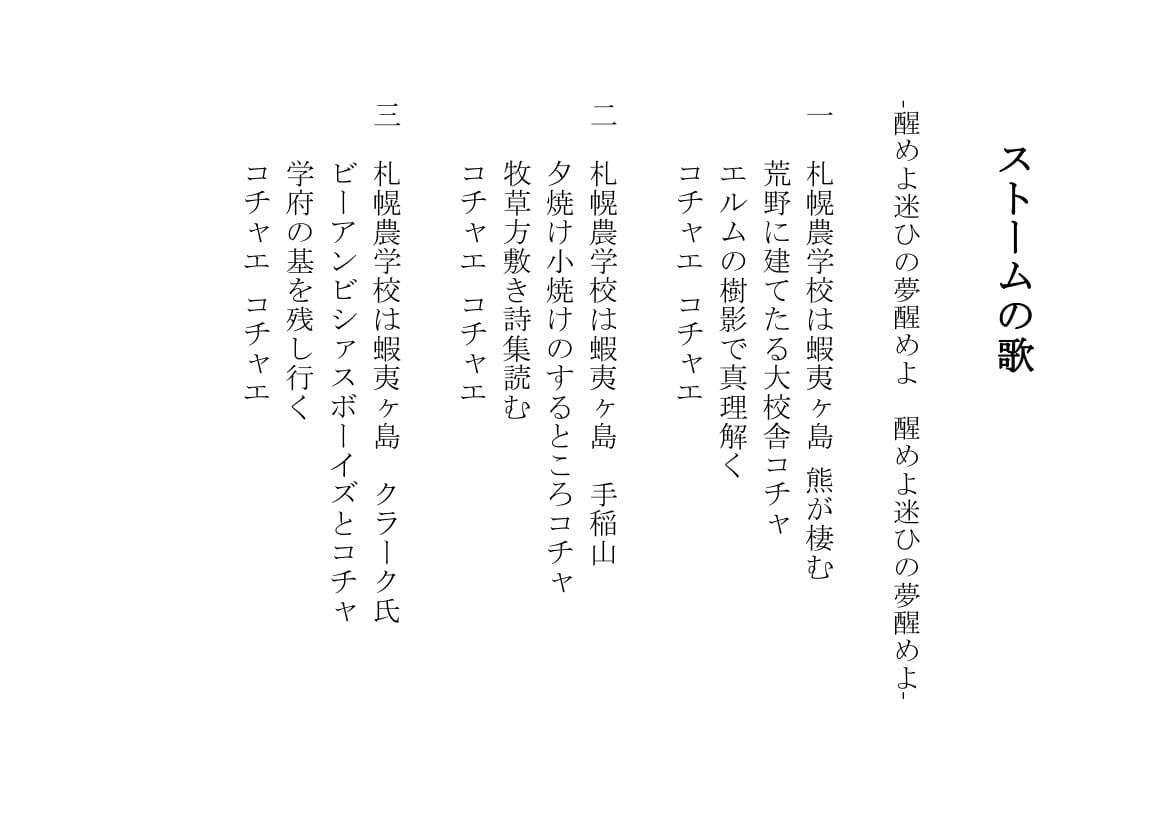 ストームの歌
-醒めよ迷ひの夢醒めよ　醒めよ迷ひの夢醒めよ-
一　札幌農学校は蝦夷ヶ島 熊が棲む
荒野に建てたる大校舎コチャ
エルムの樹影で真理解く
コチャエ コチャエ
二　札幌農学校は蝦夷ヶ島　手稲山
夕焼け小焼けのするところコチャ
牧草方敷き詩集読む
コチャエ コチャエ
三　札幌農学校は蝦夷ヶ島　クラーク氏
ビーアンビシァスボーイズとコチャ
学府の基を残し行く
コチャエ コチャエ